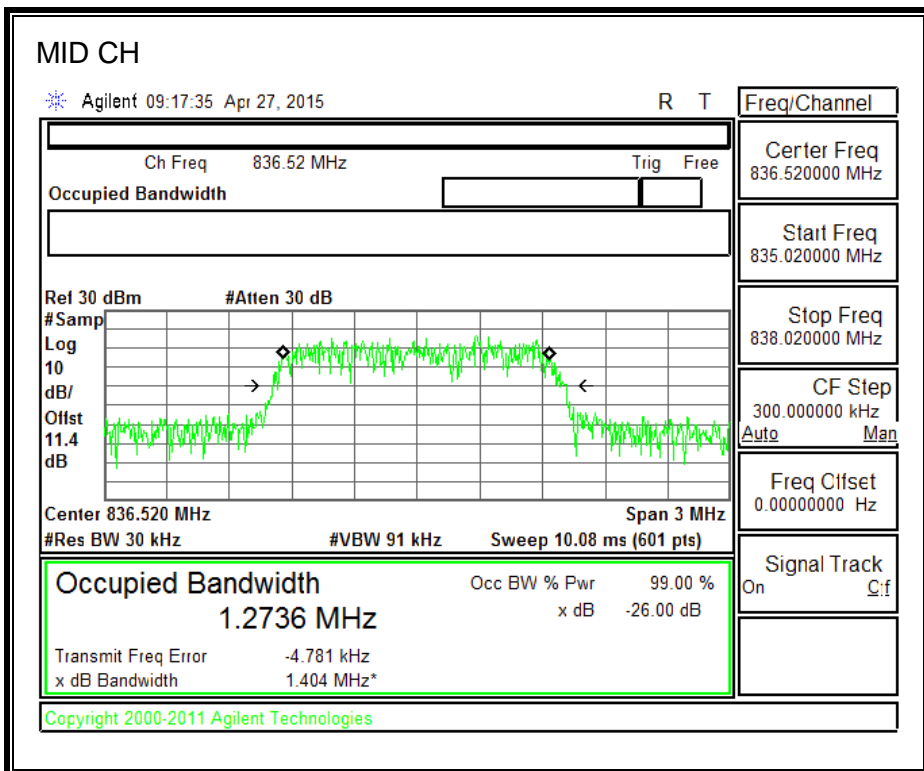 MID CH
Agilent 09:17:35 Apr 27, 2015 R T
Freq/Channel
Ch Freq 836.52 MHz Trig Free
Occupied Bandwidth
Center Freq
836.520000 MHz
Start Freq
835.020000 MHz
Stop Freq
838.020000 MHz
CF Step
300.000000 kHz
Auto Man
Freq Offset
0.00000000 Hz
Signal Track
On Off
Ref 30 dBm #Atten 30 dB
#Samp
Log
10
dB/
Offst
11.4
dB
Center 836.520 MHz Span 3 MHz
#Res BW 30 kHz #VBW 91 kHz Sweep 10.08 ms (601 pts)
Occupied Bandwidth Occ BW % Pwr 99.00 %
1.2736 MHz x dB -26.00 dB
Transmit Freq Error -4.781 kHz
x dB Bandwidth 1.404 MHz*
Copyright 2000-2011 Agilent Technologies